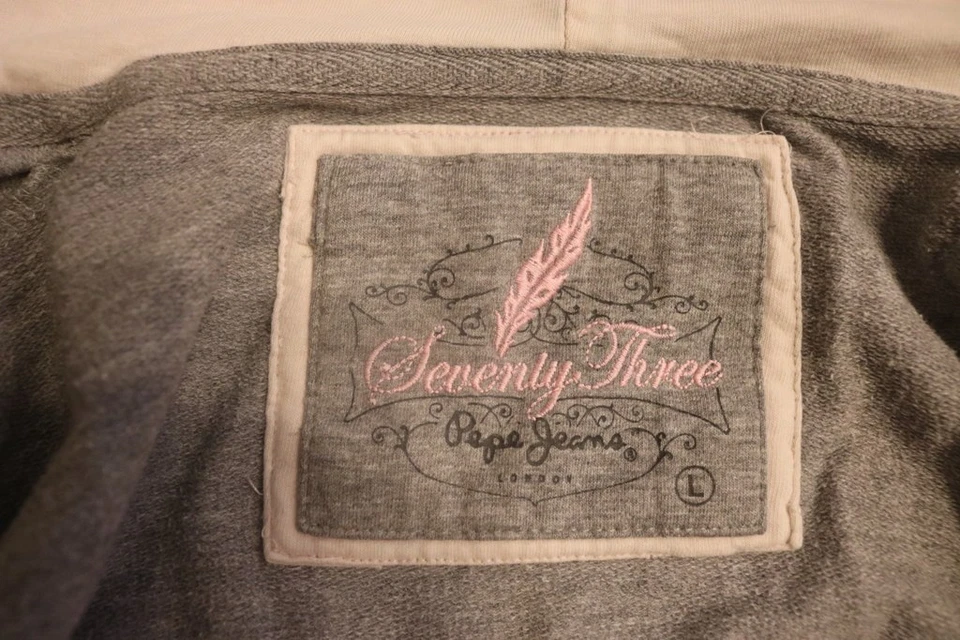 Seventy Three
Pepe Jeans®
LONDON
L